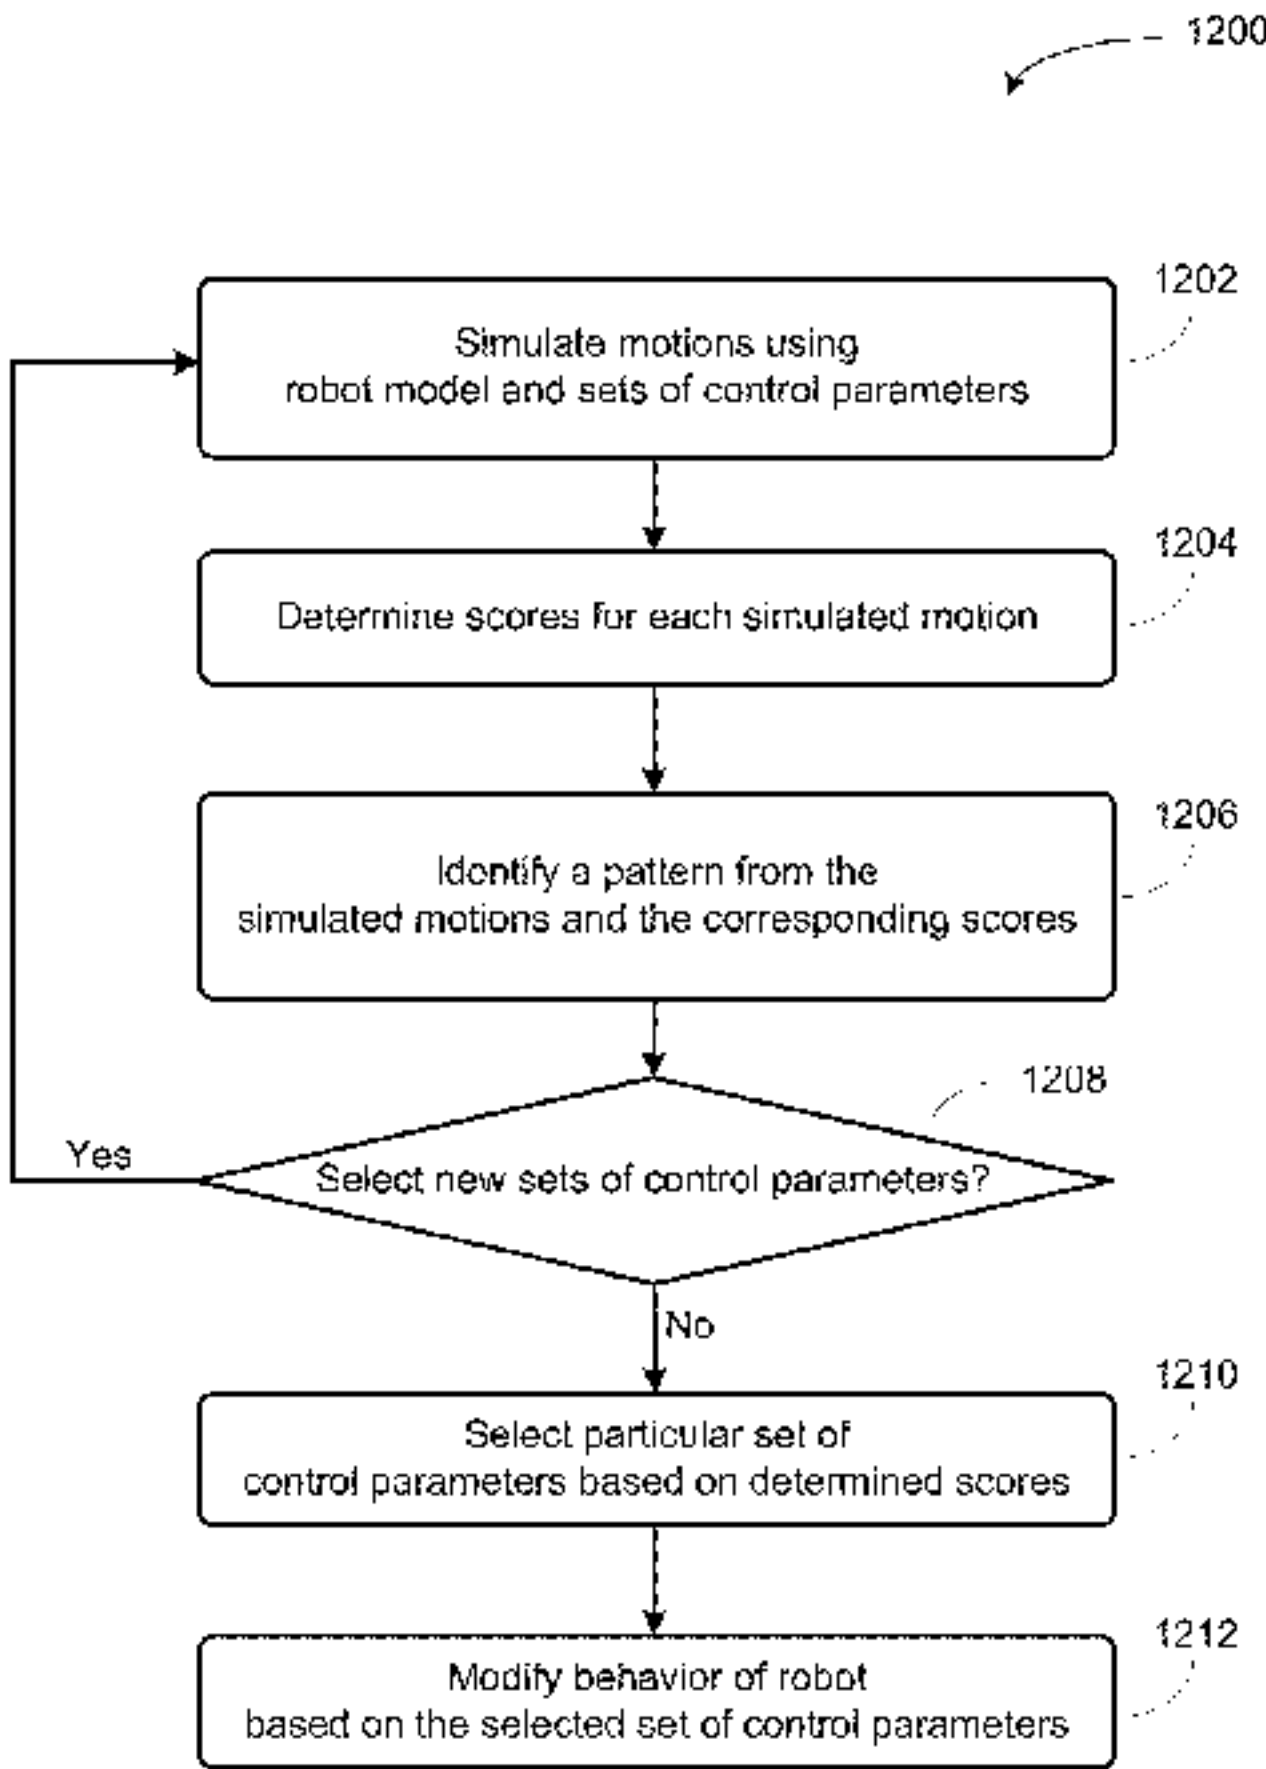 1200
1202
Simulate motions using
robot model and sets of control parameters
1204
Determine scores for each simulated motion
1206
Identify a pattern from the
simulated motions and the corresponding scores
1208
Yes
Select new sets of control parameters?
No
1210
Select particular set of
control parameters based on determined scores
1212
Modify behavior of robot
based on the selected set of control parameters